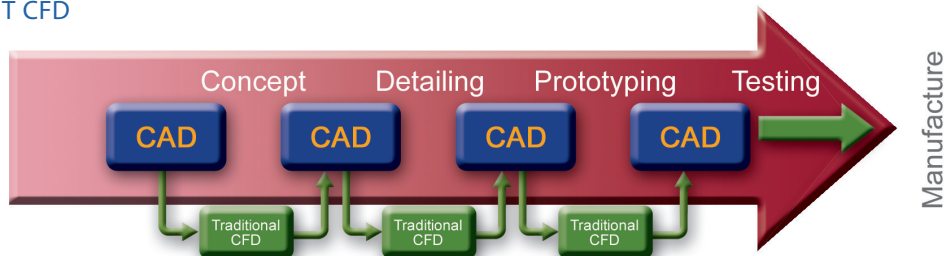 T CFD
Concept Detailing Prototyping Testing
CAD CAD CAD CAD
Manufacture
Traditional CFD
Traditional CFD
Traditional CFD